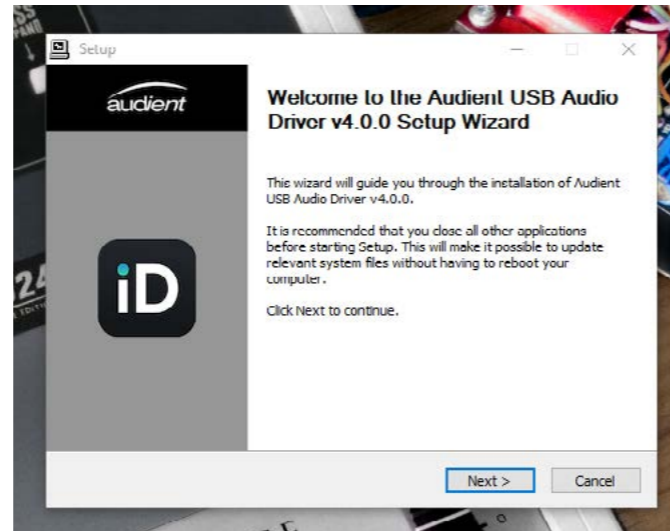 Setup
audient
Welcome to the Audient USB Audio
Driver v4.0.0 Setup Wizard
This wizard will guide you through the installation of Audient
USB Audio Driver v4.0.0.
It is recommended that you close all other applications
before starting Setup. This will make it possible to update
relevant system files without having to reboot your
computer.
iD
Click Next to continue.
Next >
Cancel